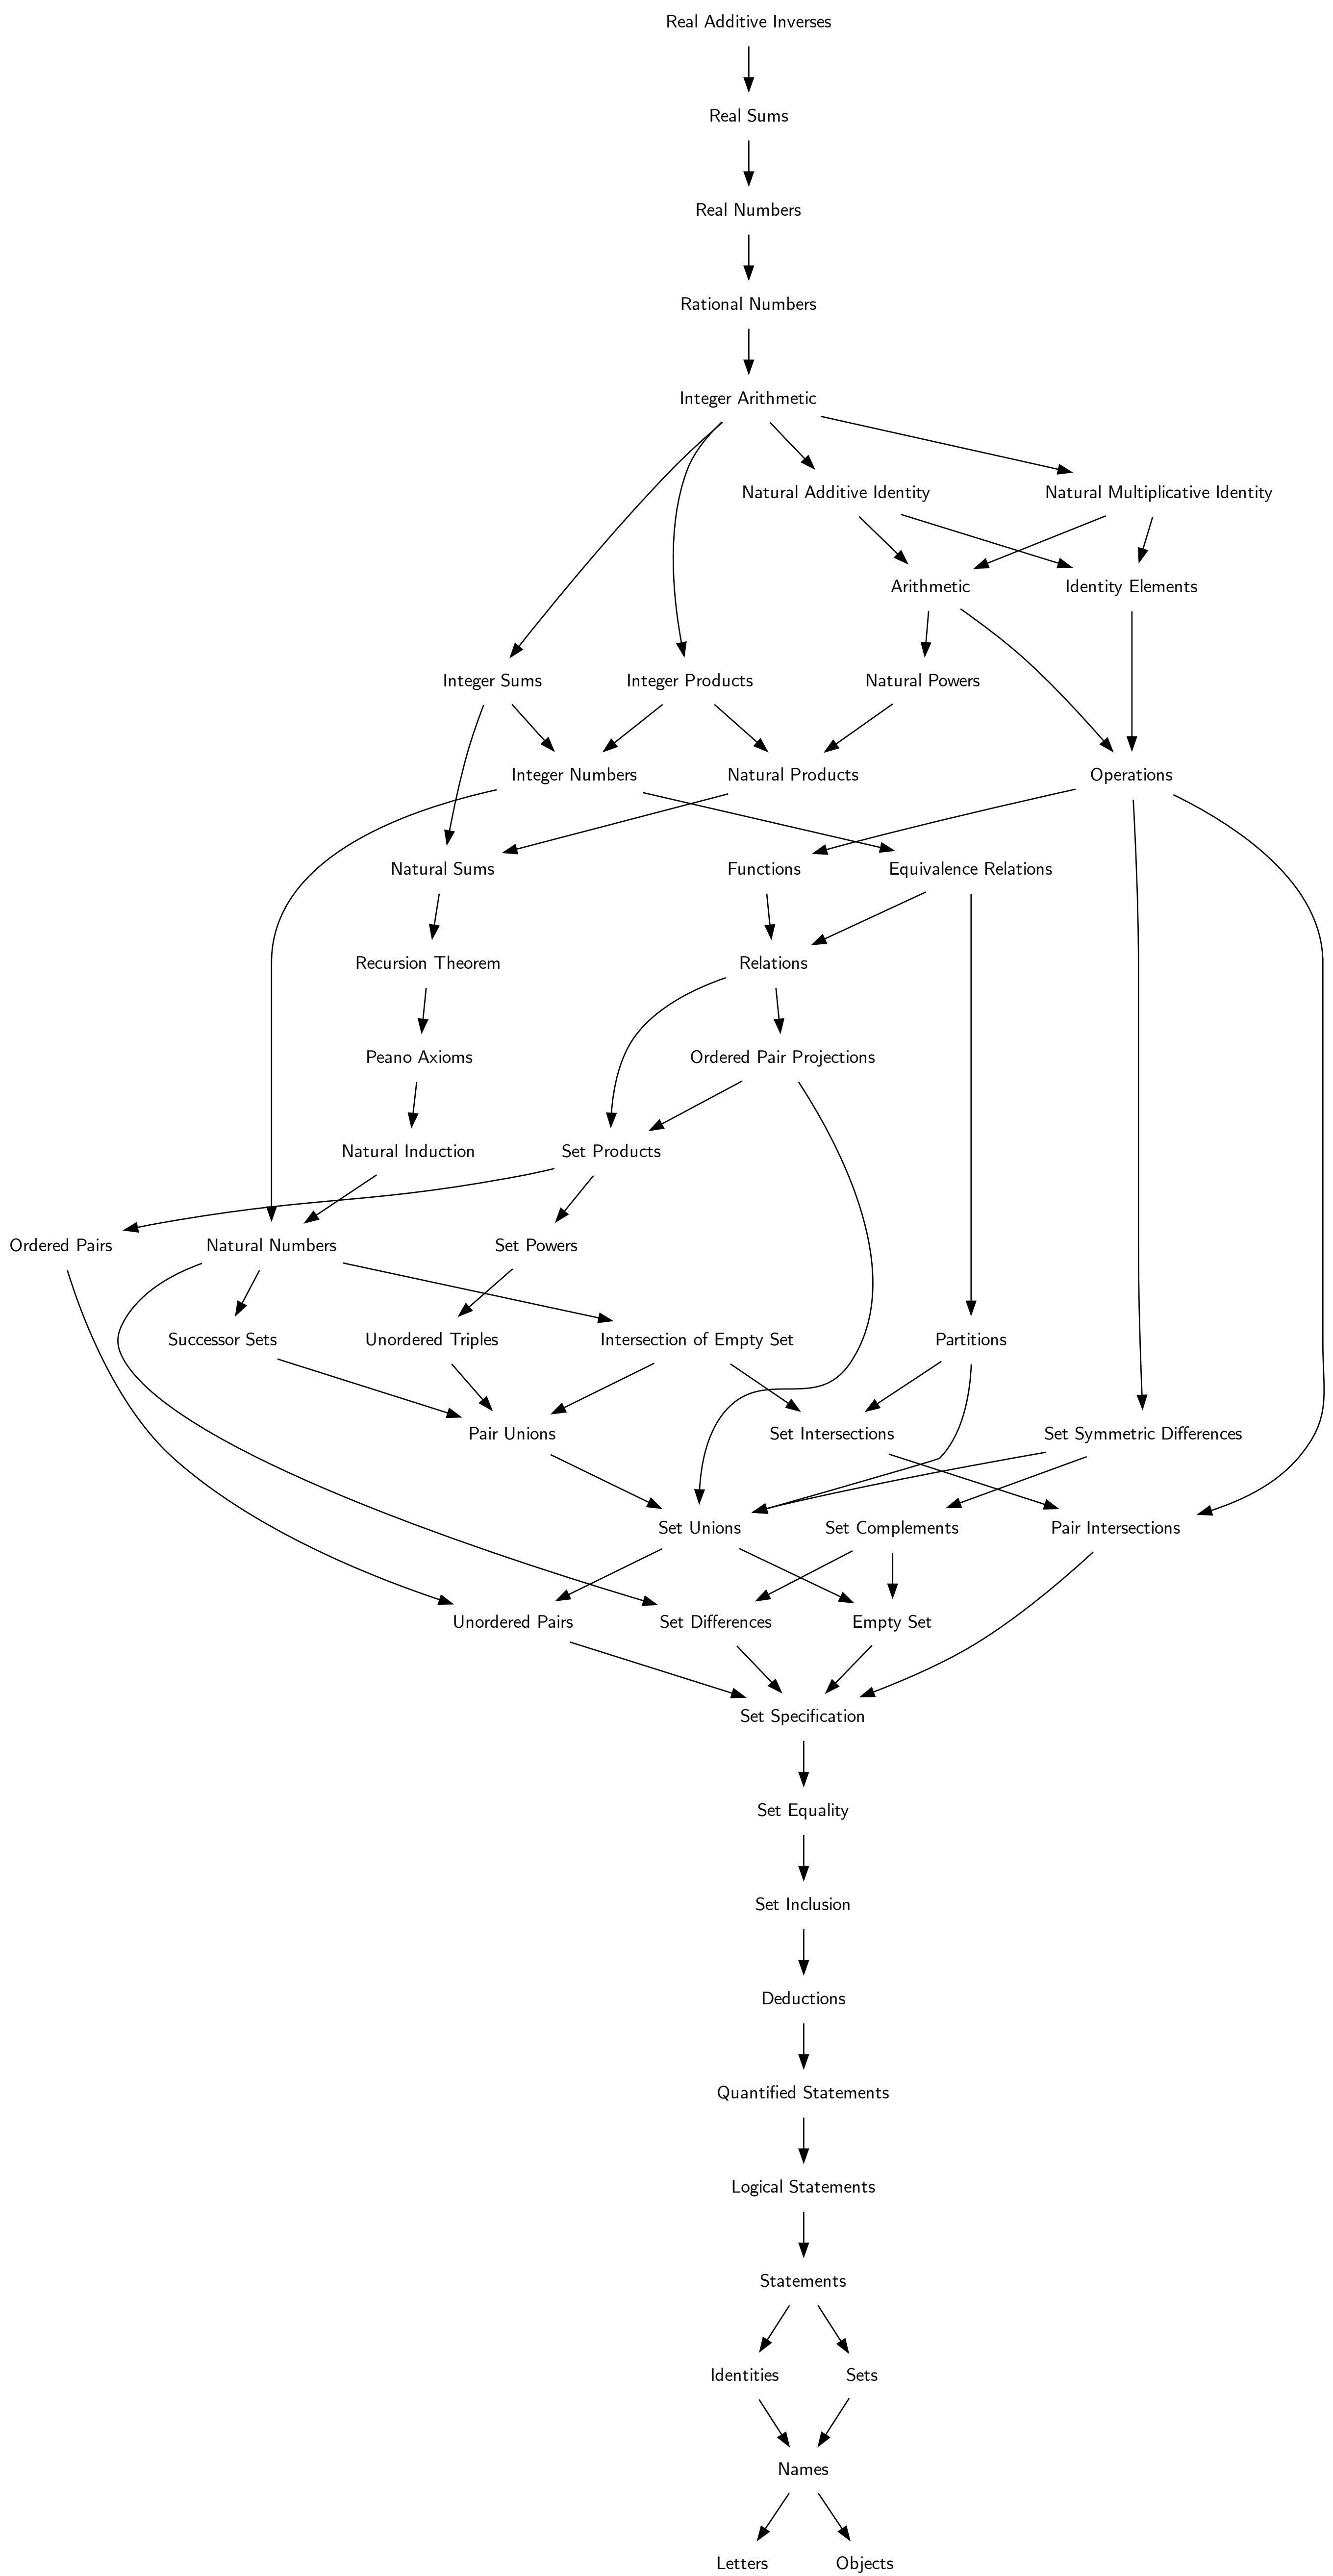 Real Additive Inverses
Real Sums
Real Numbers
Rational Numbers
Integer Arithmetic
Natural Additive Identity
Natural Multiplicative Identity
Arithmetic
Identity Elements
Integer Sums
Integer Products
Natural Powers
Integer Numbers
Natural Products
Operations
Natural Sums
Functions
Equivalence Relations
Recursion Theorem
Relations
Peano Axioms
Ordered Pair Projections
Natural Induction
Set Products
Ordered Pairs
Natural Numbers
Set Powers
Successor Sets
Unordered Triples
Intersection of Empty Set
Partitions
Pair Unions
Set Intersections
Set Symmetric Differences
Set Unions
Set Complements
Pair Intersections
Unordered Pairs
Set Differences
Empty Set
Set Specification
Set Equality
Set Inclusion
Deductions
Quantified Statements
Logical Statements
Statements
Identities
Sets
Names
Letters
Objects